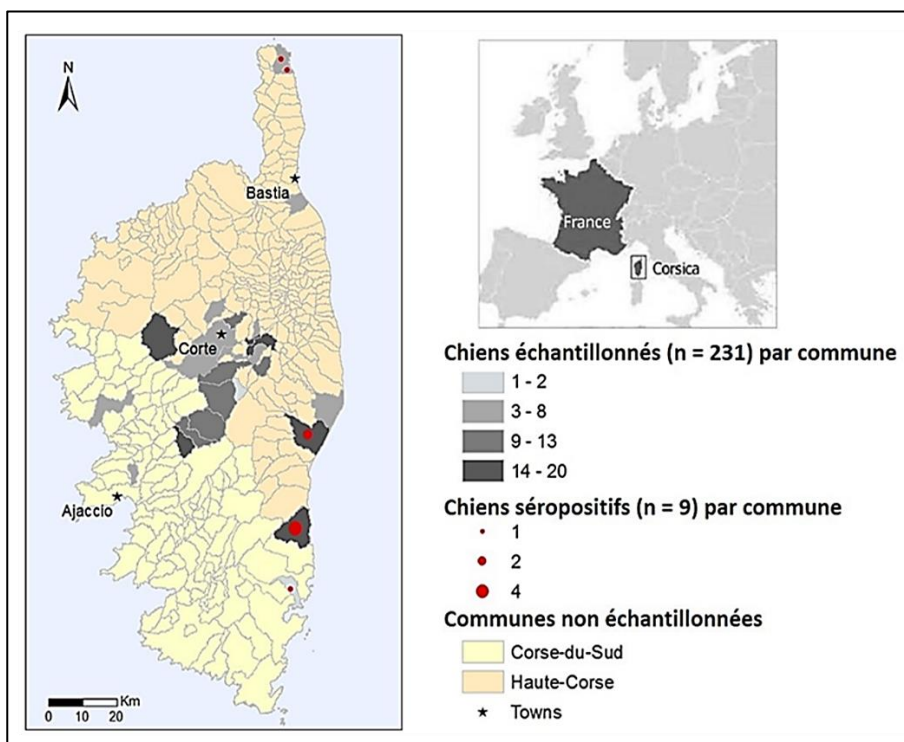 N
Bastia
Corte
Ajaccio
Km
0 10 20
France
Corsica
Chiens échantillonnés (n = 231) par commune
1 - 2
3 - 8
9 - 13
14 - 20
Chiens séropositifs (n = 9) par commune
1
2
4
Communes non échantillonnées
Corse-du-Sud
Haute-Corse
Towns